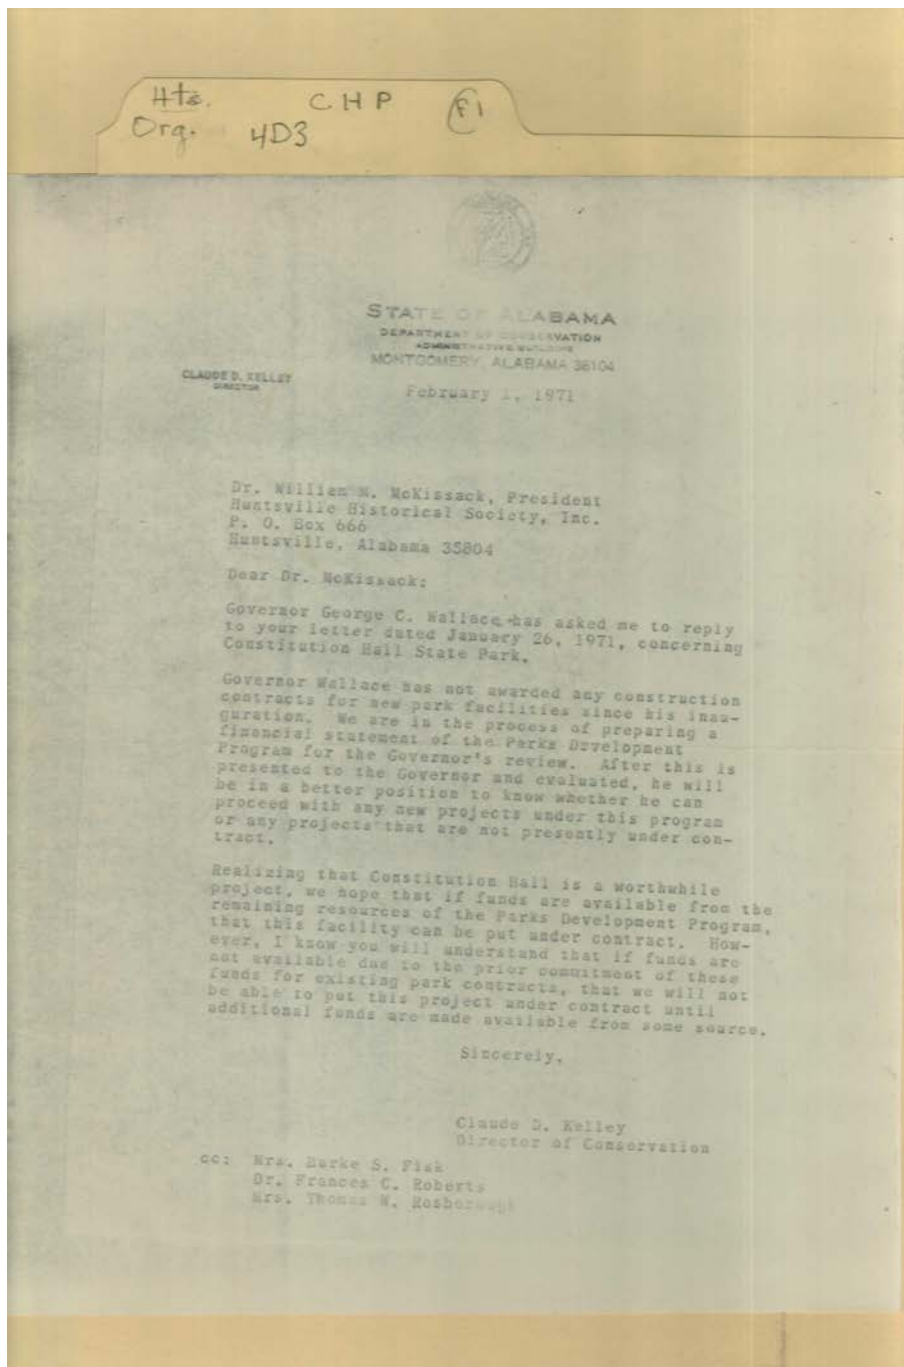 Hts. CHP F1
Org. 4D3
STATE OF ALABAMA
DEPARTMENT OF CONSERVATION
ADMINISTRATIVE BUILDING
MONTGOMERY, ALABAMA 36104
CLAUDE D. KELLEY
DIRECTOR
February 1, 1971
Dr. William M. McKissack, President
Huntsville Historical Society, Inc.
P. O. Box 666
Huntsville, Alabama 35804
Dear Dr. McKissack:
Governor George C. Wallace has asked me to reply
to your letter dated January 26, 1971, concerning
Constitution Hall State Park.
Governor Wallace has not awarded any construction
contracts for new park facilities since his inau-
guration. We are in the process of preparing a
financial statement of the Parks Development
Program for the Governor's review. After this is
presented to the Governor and evaluated, he will
be in a better position to know whether he can
proceed with any new projects under this program
or any projects that are not presently under con-
tract.
Realizing that Constitution Hall is a worthwhile
project, we hope that if funds are available from the
remaining resources of the Parks Development Program,
that this facility can be put under contract. How-
ever, I know you will understand that if funds are
not available due to the prior commitment of these
funds for existing park contracts, that we will not
be able to put this project under contract until
additional funds are made available from some source.
Sincerely,
Claude D. Kelley
Director of Conservation
cc: Mrs. Burke S. Fisk
Dr. Frances C. Roberts
Mrs. Thomas W. Rosborough